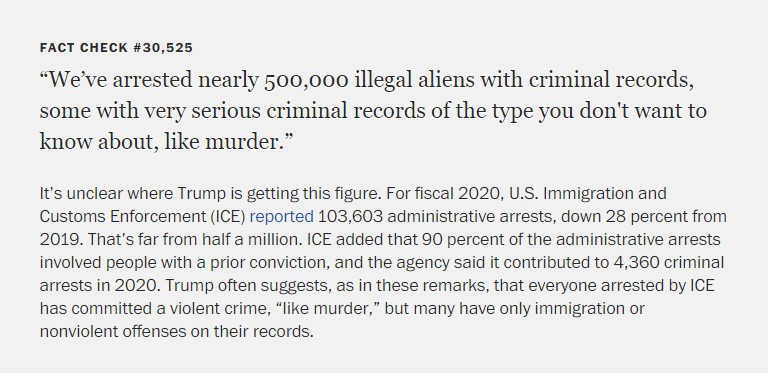 FACT CHECK #30,525
“We’ve arrested nearly 500,000 illegal aliens with criminal records,
some with very serious criminal records of the type you don't want to
know about, like murder.”
It’s unclear where Trump is getting this figure. For fiscal 2020, U.S. Immigration and
Customs Enforcement (ICE) reported 103,603 administrative arrests, down 28 percent from
2019. That’s far from half a million. ICE added that 90 percent of the administrative arrests
involved people with a prior conviction, and the agency said it contributed to 4,360 criminal
arrests in 2020. Trump often suggests, as in these remarks, that everyone arrested by ICE
has committed a violent crime, “like murder,” but many have only immigration or
nonviolent offenses on their records.